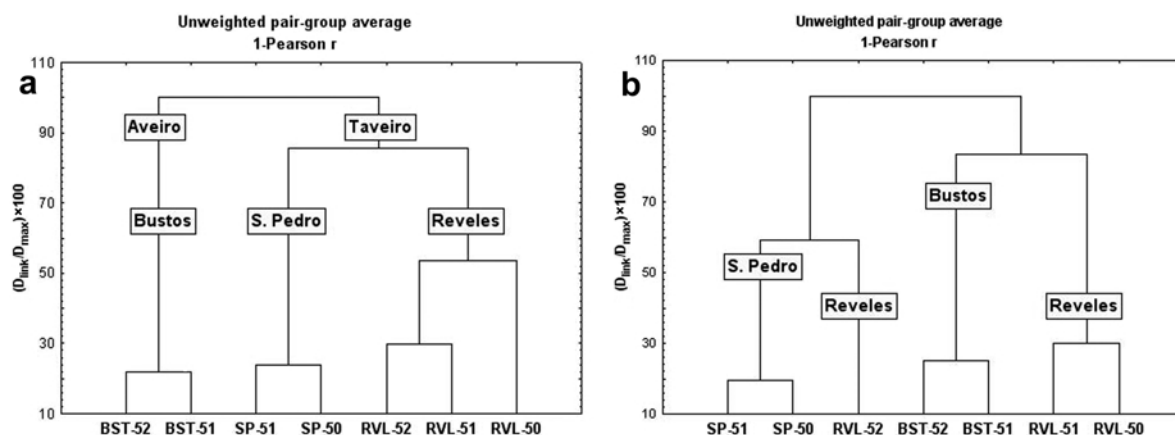 Unweighted pair-group average
1-Pearson r
a
(Dlink/Dmax)×100
110
90
70
50
30
10
Aveiro
Taveiro
Bustos
S. Pedro
Reveles
BST-52 BST-51 SP-51 SP-50 RVL-52 RVL-51 RVL-50
Unweighted pair-group average
1-Pearson r
b
(Dlink/Dmax)×100
110
90
70
50
30
10
Bustos
S. Pedro
Reveles
Reveles
SP-51 SP-50 RVL-52 BST-52 BST-51 RVL-51 RVL-50